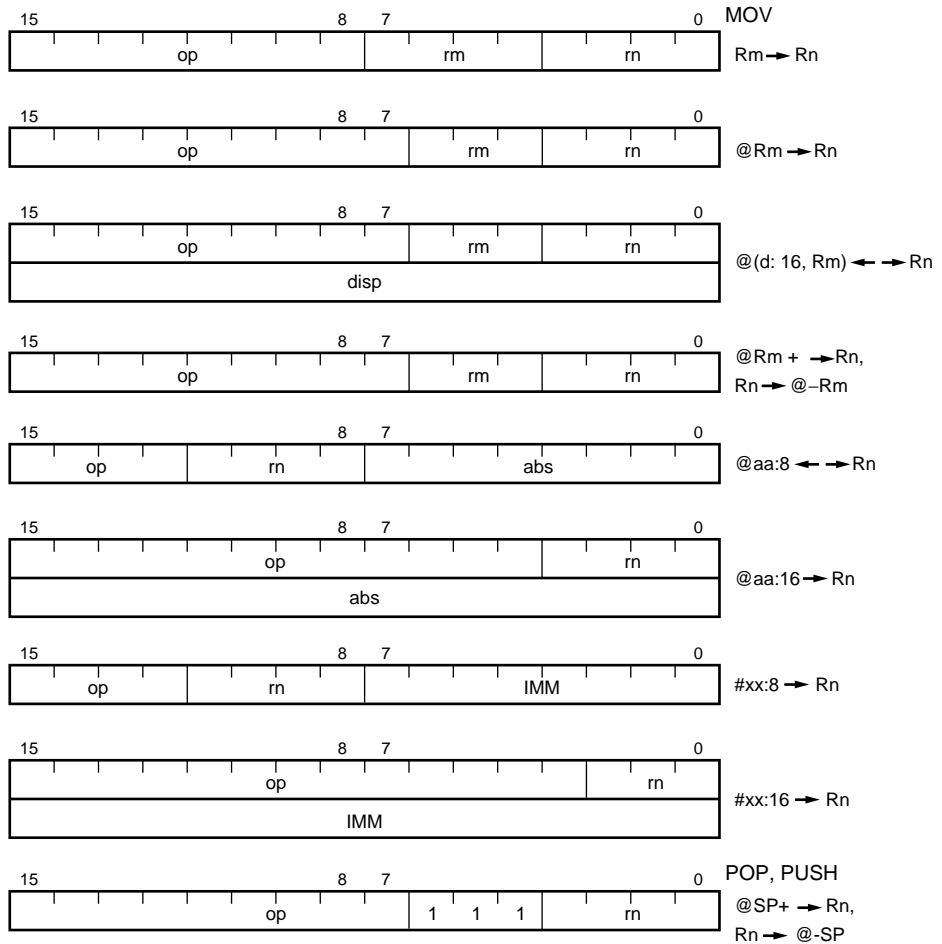 MOV
15 8 7 0
op rm rn Rm → Rn
15 8 7 0
op rm rn @Rm → Rn
15 8 7 0
op rm rn
disp
@(d: 16, Rm) ← → Rn
15 8 7 0
op rm rn
@Rm + → Rn,
Rn → @–Rm
15 8 7 0
op rn abs @aa:8 ← → Rn
15 8 7 0
op rn
abs
@aa:16 → Rn
15 8 7 0
op rn IMM #xx:8 → Rn
15 8 7 0
op rn
IMM
#xx:16 → Rn
POP, PUSH
15 8 7 0
op 1 1 1 rn
@SP+ → Rn,
Rn → @-SP